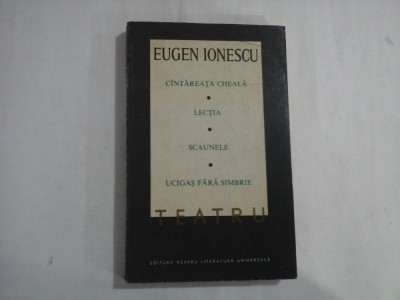 EUGEN IONESCU
CÎNTĂREAȚA CHEALĂ
LECȚIA
SCAUNELE
UCIGAȘ FĂRĂ SIMBRIE
TEATRU
EDITURA PENTRU LITERATURĂ UNIVERSALĂ